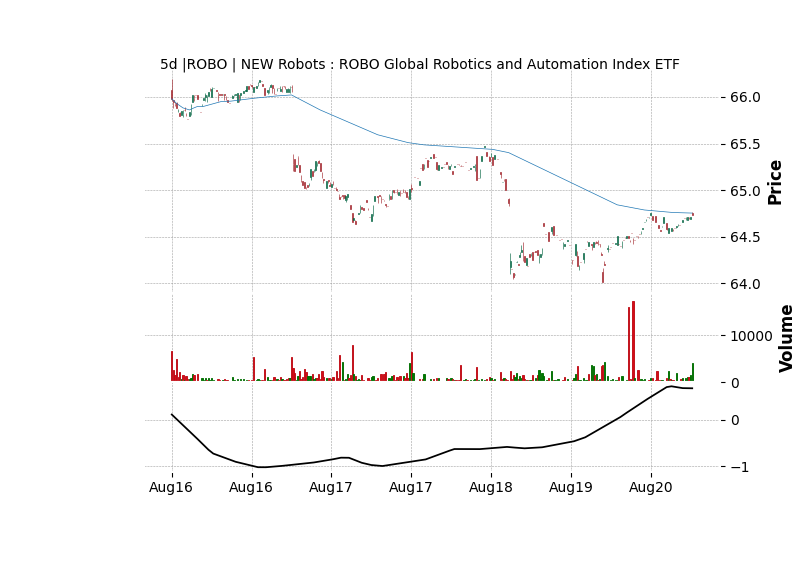 5d |ROBO | NEW Robots : ROBO Global Robotics and Automation Index ETF
66.0
65.5
65.0
64.5
64.0
Price
10000
0
Volume
0
−1
Aug16 Aug16 Aug17 Aug17 Aug18 Aug19 Aug20